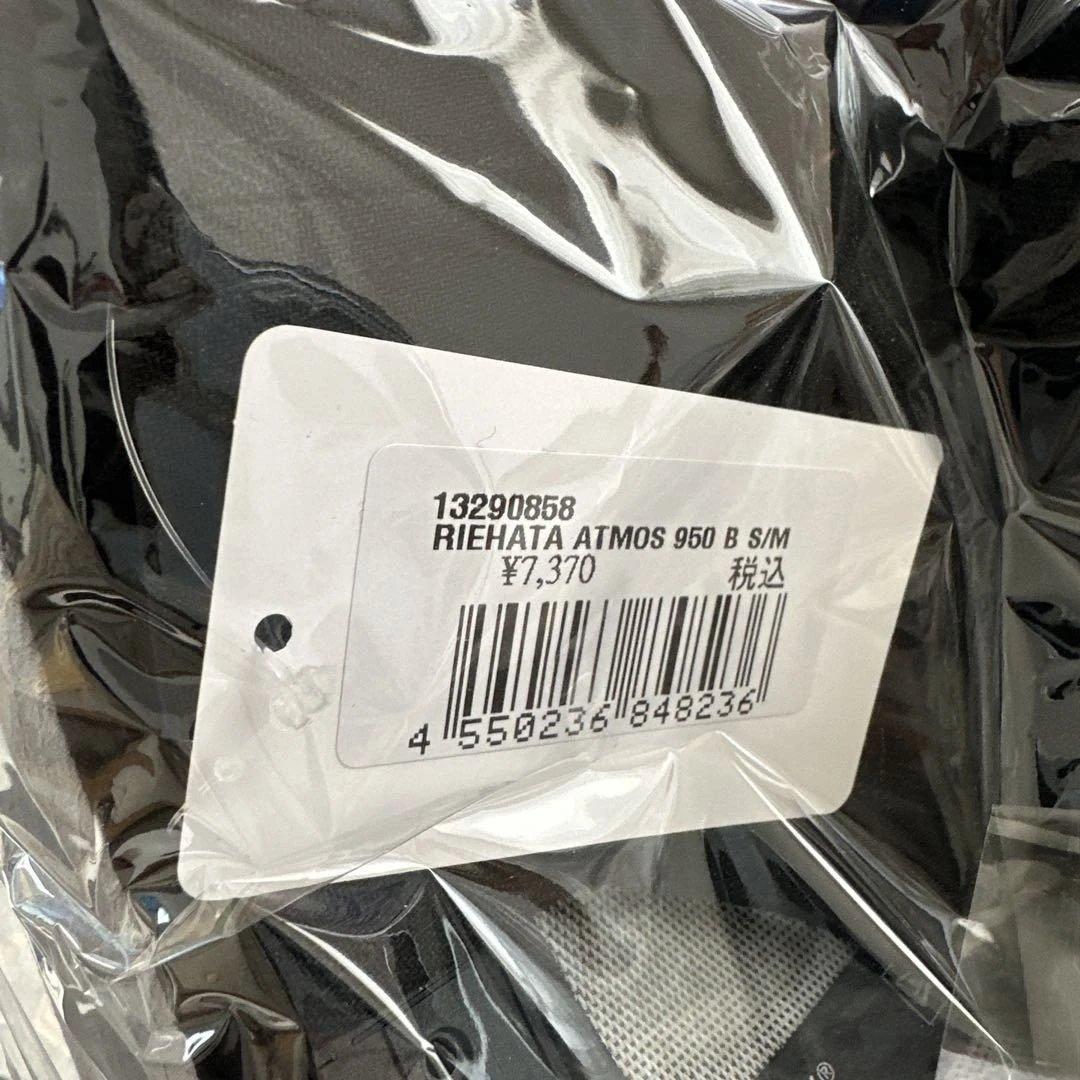 13290858
RIEHATA ATMOS 950 B S/M
¥7,370 税込
4 550236 848236
®